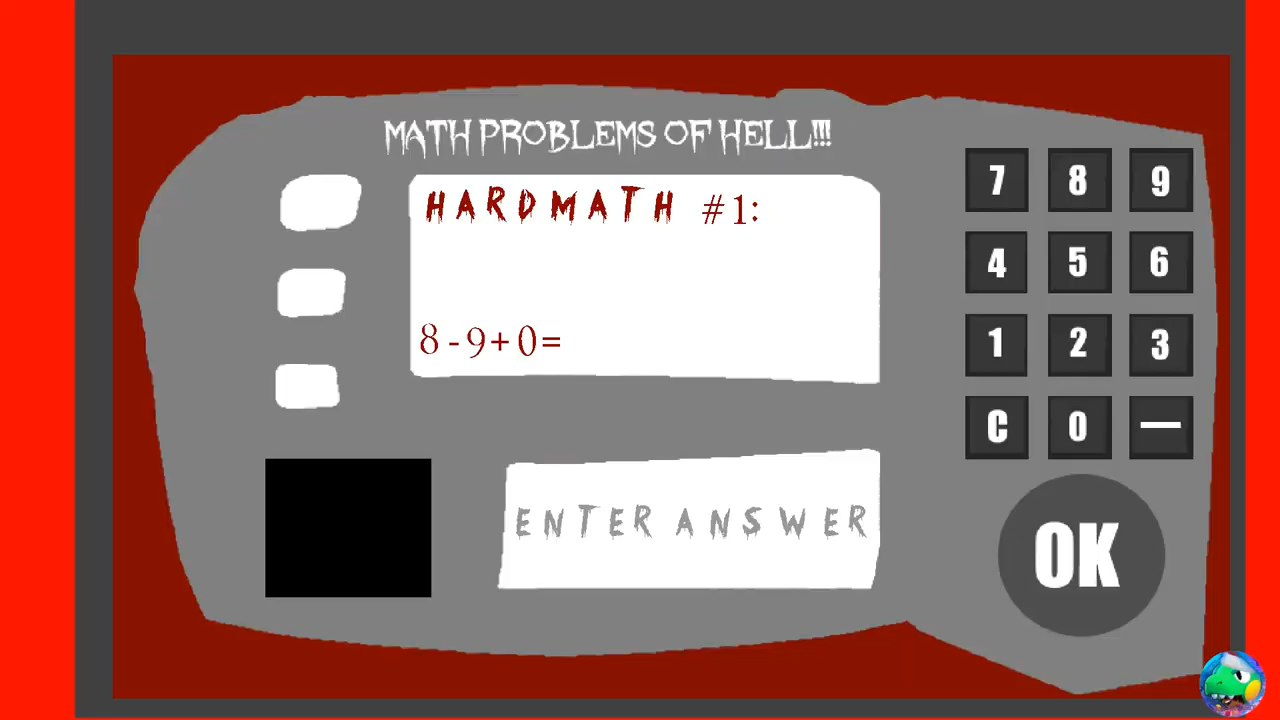 MATH PROBLEMS OF HELL!!!
HARDMATH #1:
8-9+0=
ENTER ANSWER
7 8 9
4 5 6
1 2 3
C 0 —
OK